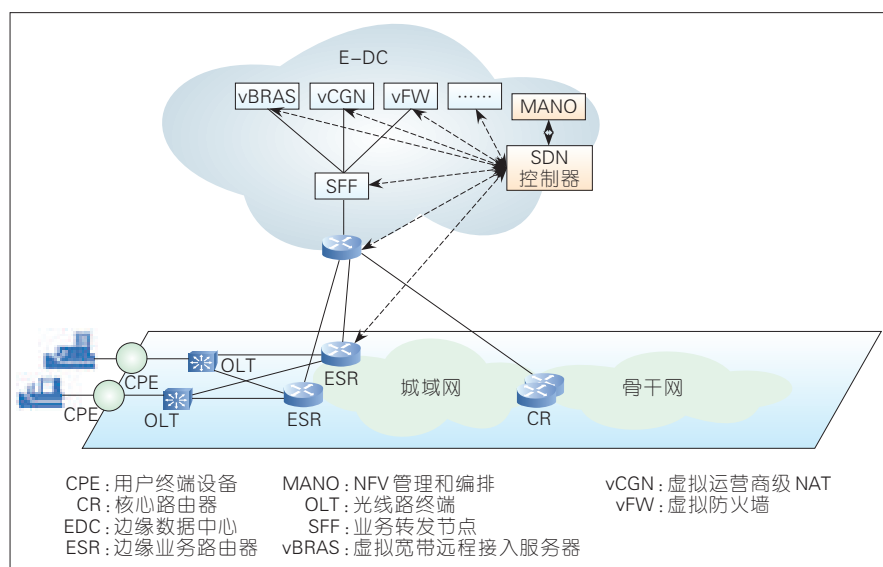 E-DC
vBRAS vCGN vFW …… MANO
SDN
控制器
SFF
OLT
CPE ESR 城域网 骨干网
CPE OLT ESR CR
CPE:用户终端设备 MANO:NFV管理和编排 vCGN:虚拟运营商级 NAT
CR:核心路由器 OLT:光线路终端 vFW:虚拟防火墙
EDC:边缘数据中心 SFF:业务转发节点
ESR:边缘业务路由器 vBRAS:虚拟宽带远程接入服务器